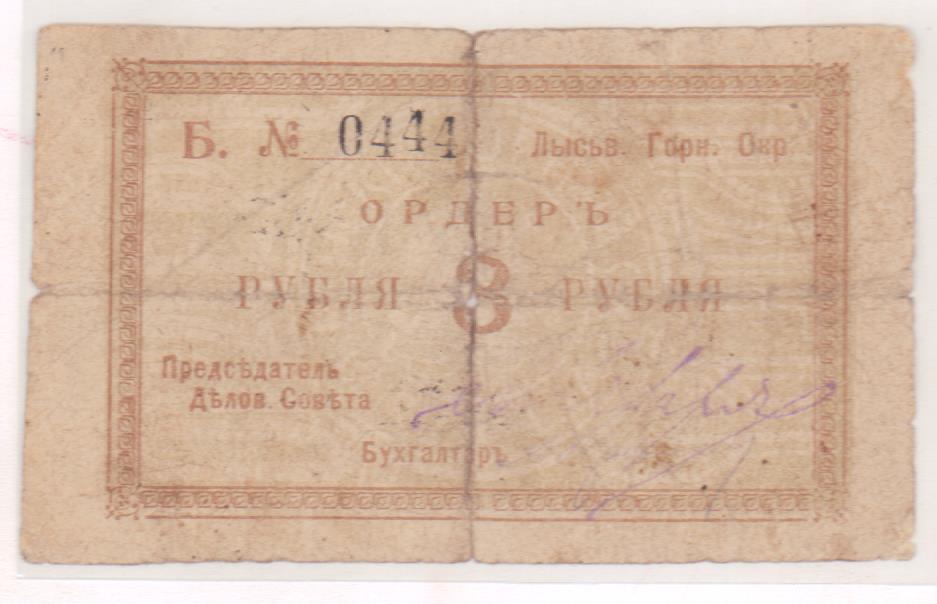 Б. № 0444 Лысьв. Горн. Окр
ОРДЕРЪ
РУБЛЯ 3 РУБЛЯ
Предсѣдатель
Дѣлов. Совѣта
Бухгалтеръ